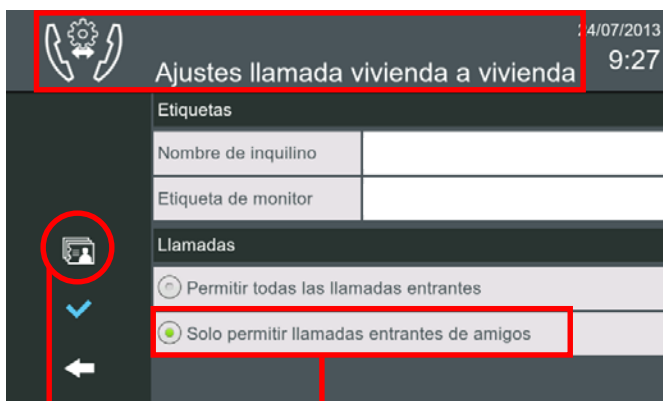 24/07/2013
Ajustes llamada vivienda a vivienda 9:27
Etiquetas
Nombre de inquilino
Etiqueta de monitor
Llamadas
Permitir todas las llamadas entrantes
Solo permitir llamadas entrantes de amigos